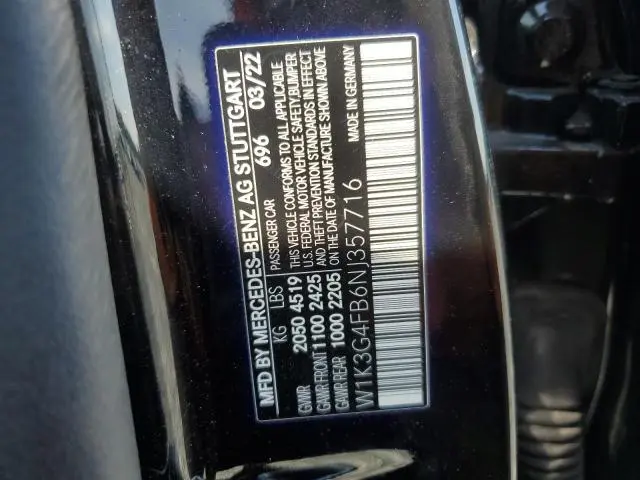 MFD BY MERCEDES-BENZ AG STUTTGART
696 03/22
KG LBS PASSENGER CAR
GVWR 2050 4519 THIS VEHICLE CONFORMS TO ALL APPLICABLE
GAWR FRONT 1100 2425 U.S. FEDERAL MOTOR VEHICLE SAFETY,BUMPER
GAWR REAR 1000 2205 AND THEFT PREVENTION STANDARDS IN EFFECT
ON THE DATE OF MANUFACTURE SHOWN ABOVE
W1K3G4FB6NJ357716 MADE IN GERMANY